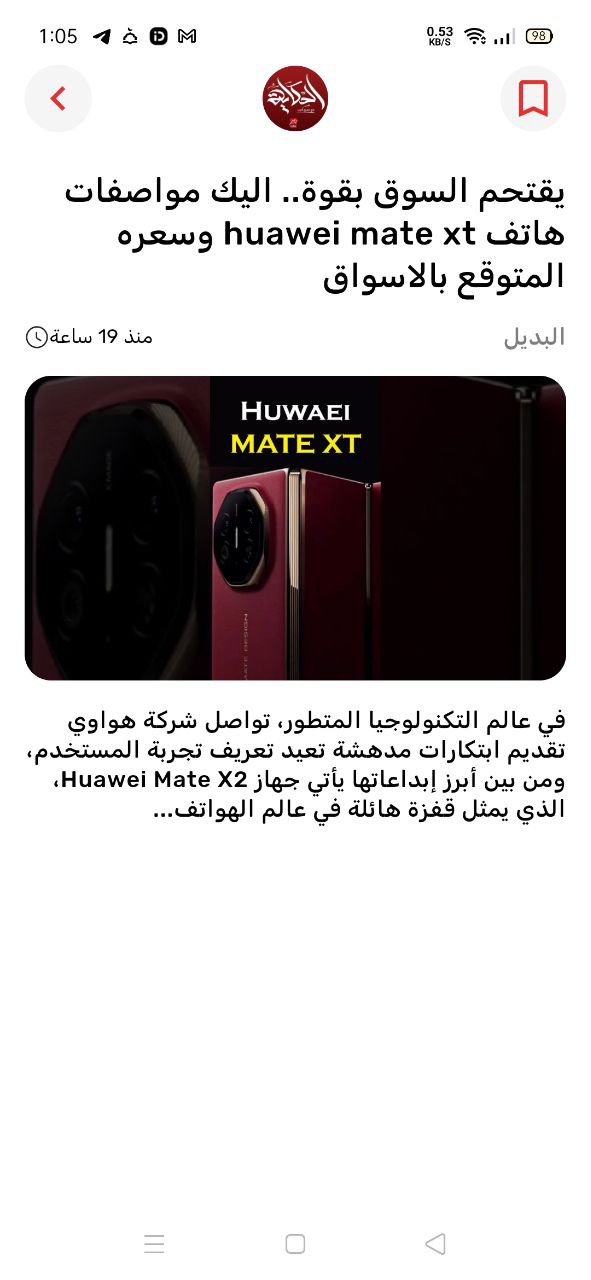 1:05
0.53
KB/S
98
الحكاية
يقتحم السوق بقوة.. اليك مواصفات
هاتف huawei mate xt وسعره
المتوقع بالاسواق
البديل
منذ 19 ساعة
HUWAEI
MATE XT
في عالم التكنولوجيا المتطور، تواصل شركة هواوي
تقديم ابتكارات مدهشة تعيد تعريف تجربة المستخدم،
ومن بين أبرز إبداعاتها يأتي جهاز Huawei Mate X2،
الذي يمثل قفزة هائلة في عالم الهواتف...